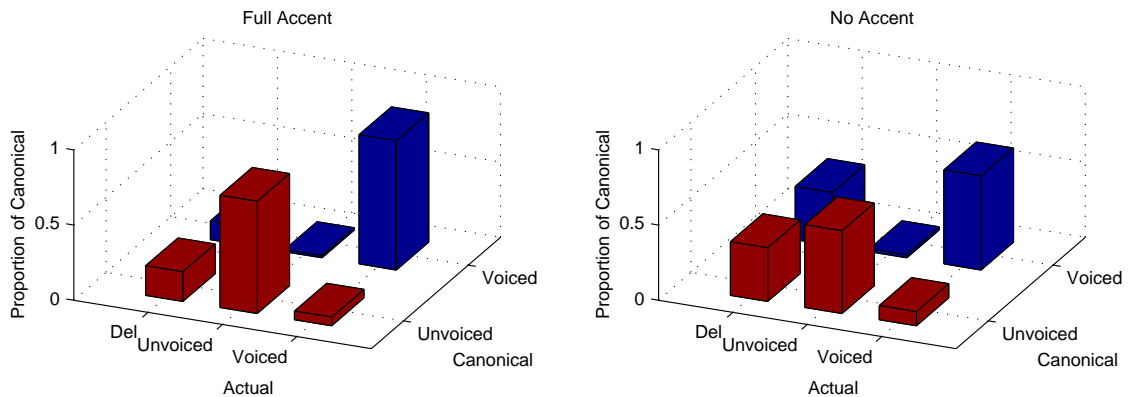 Full Accent
Proportion of Canonical
1
0.5
0
Del
Unvoiced
Voiced
Actual
Voiced
Unvoiced
Canonical
No Accent
Proportion of Canonical
1
0.5
0
Del
Unvoiced
Voiced
Actual
Voiced
Unvoiced
Canonical